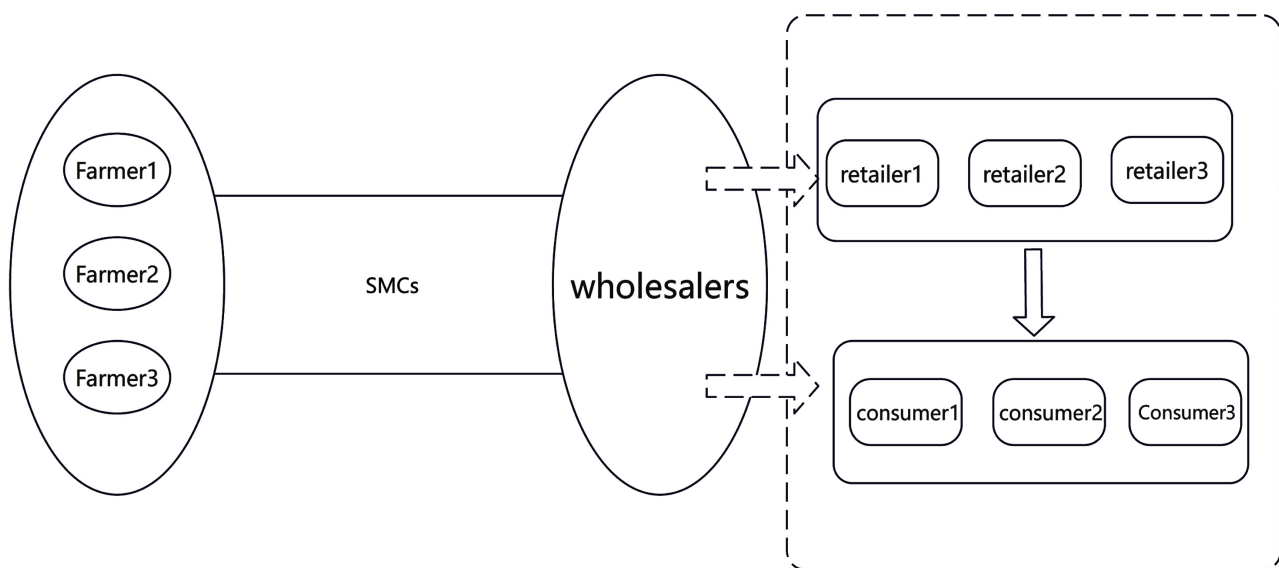 Farmer1
Farmer2
Farmer3
SMCs
wholesalers
retailer1
retailer2
retailer3
consumer1
consumer2
Consumer3